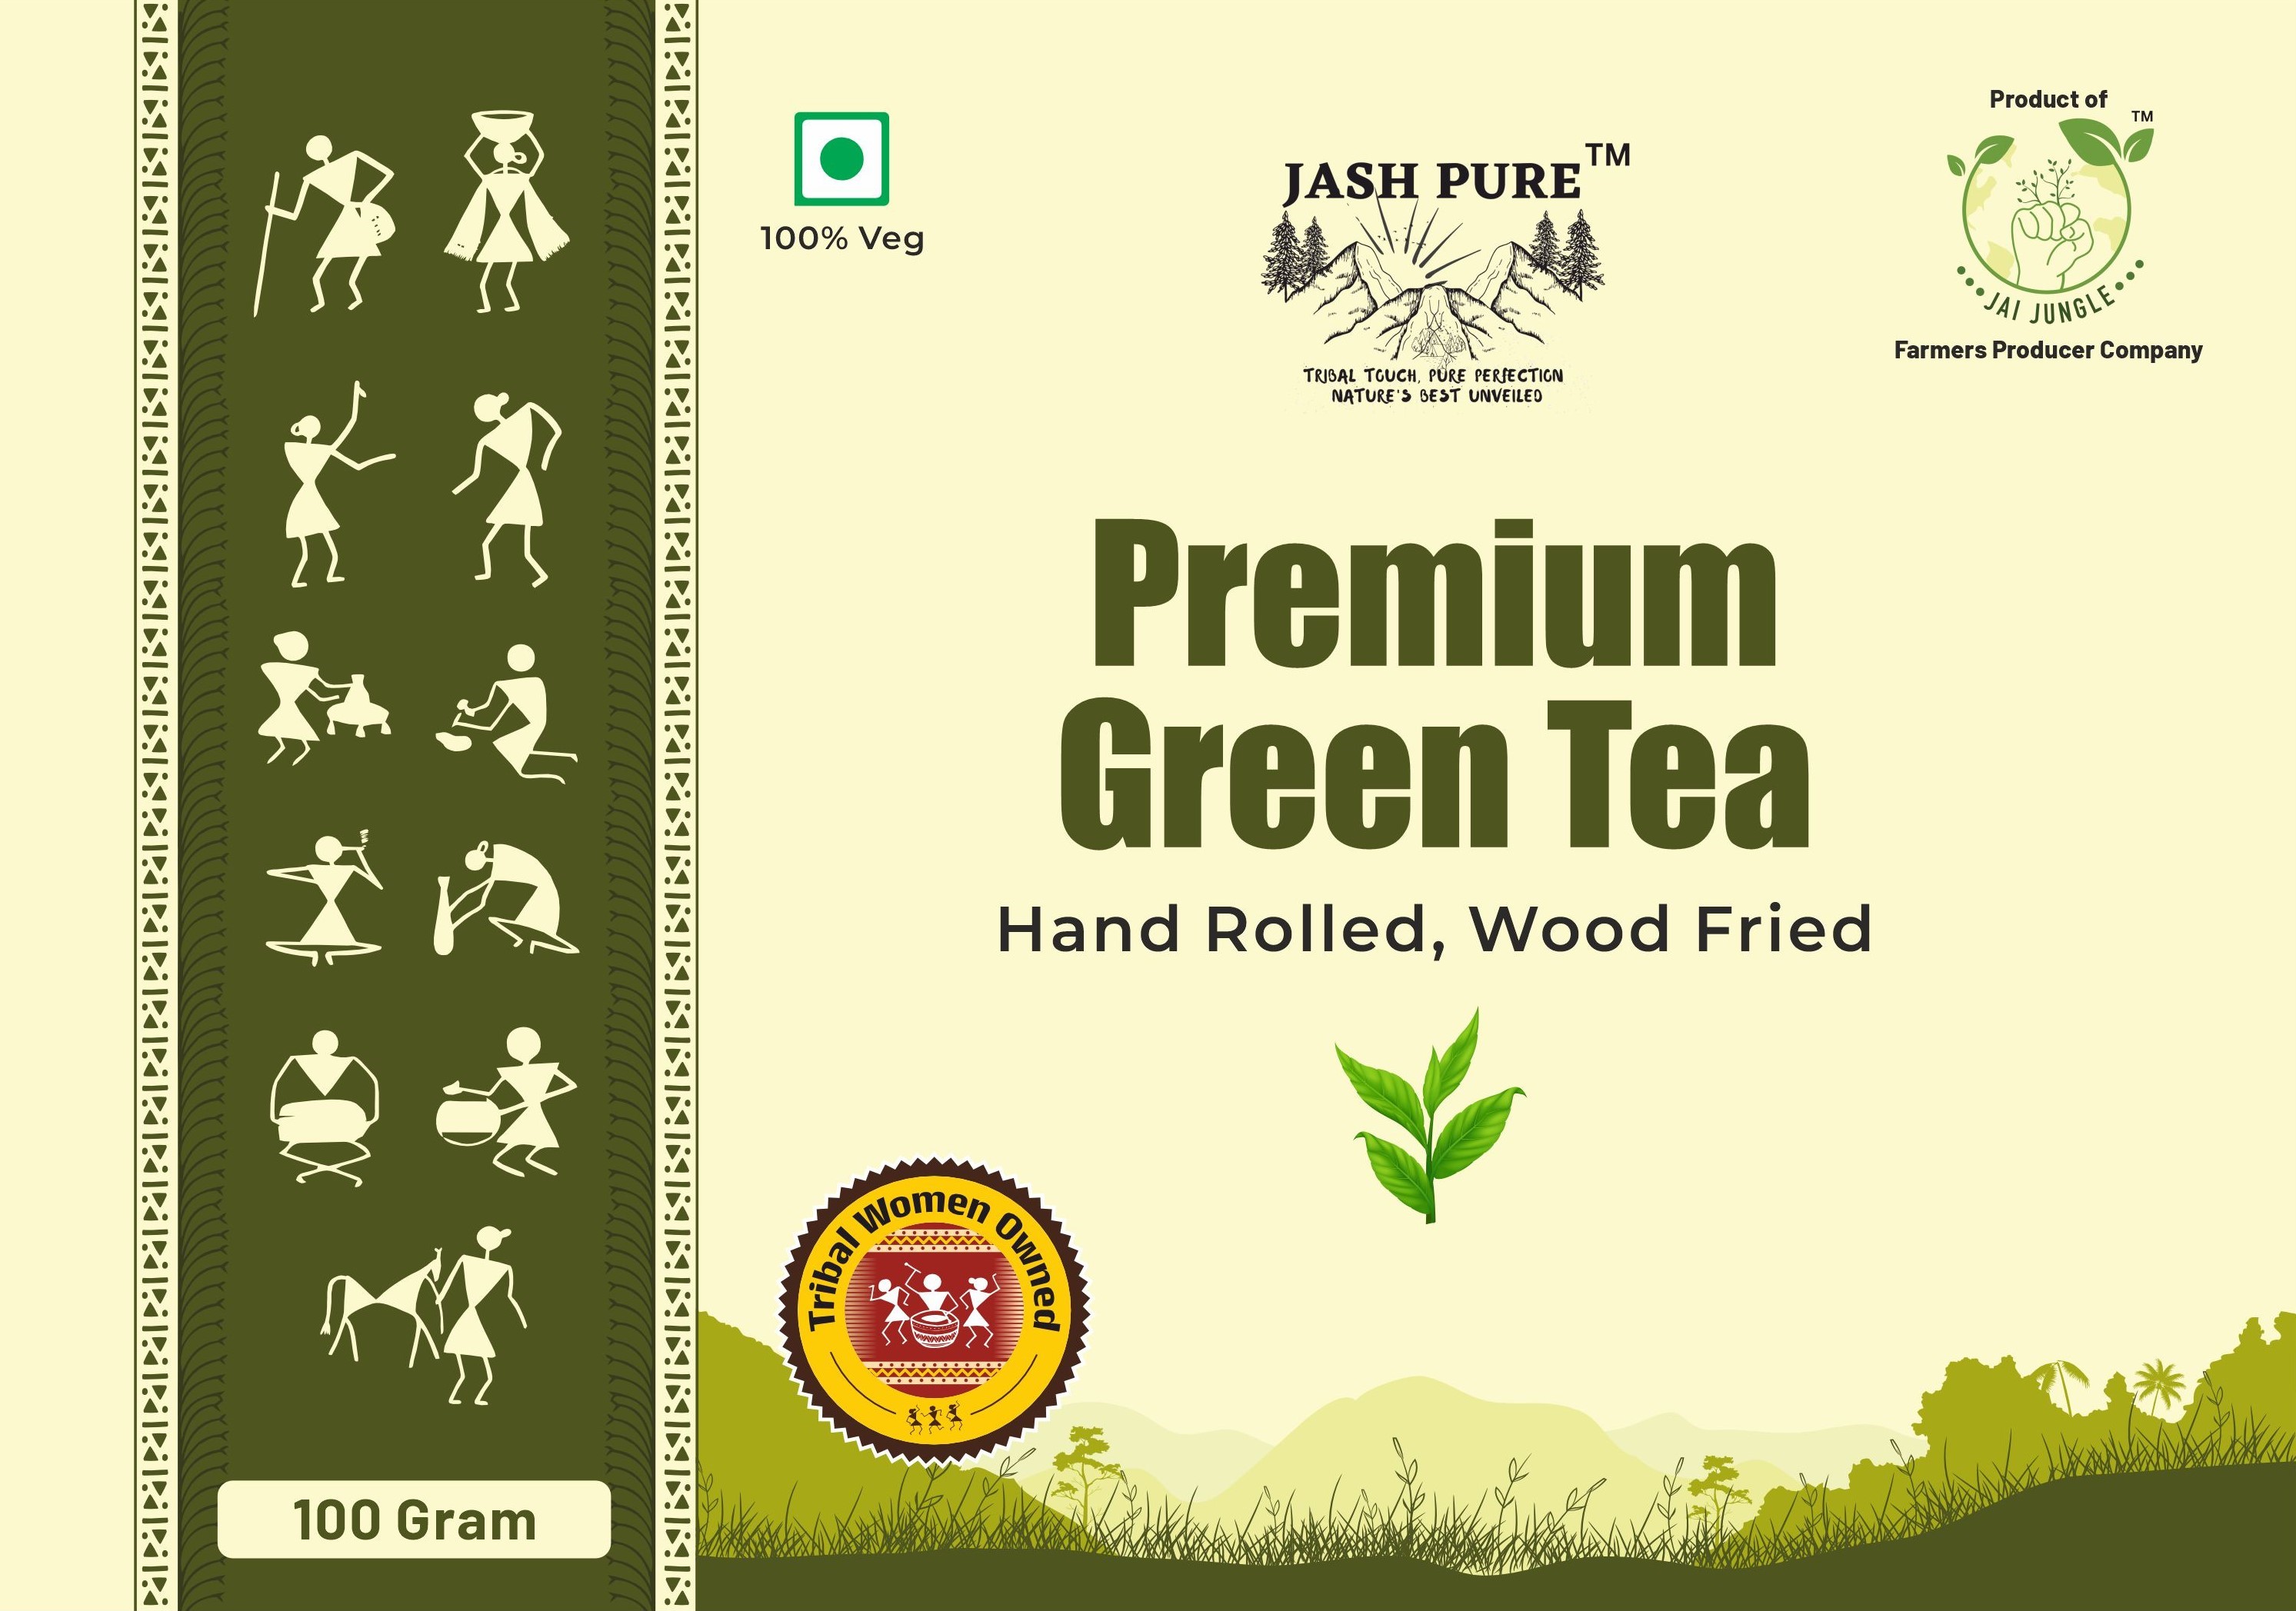 100% Veg
JASH PURE™
TRIBAL TOUCH, PURE PERFECTION
NATURE'S BEST UNVEILED
Product of
TM
JAI JUNGLE
Farmers Producer Company
Premium
Green Tea
Hand Rolled, Wood Fried
Tribal Women Owned
100 Gram